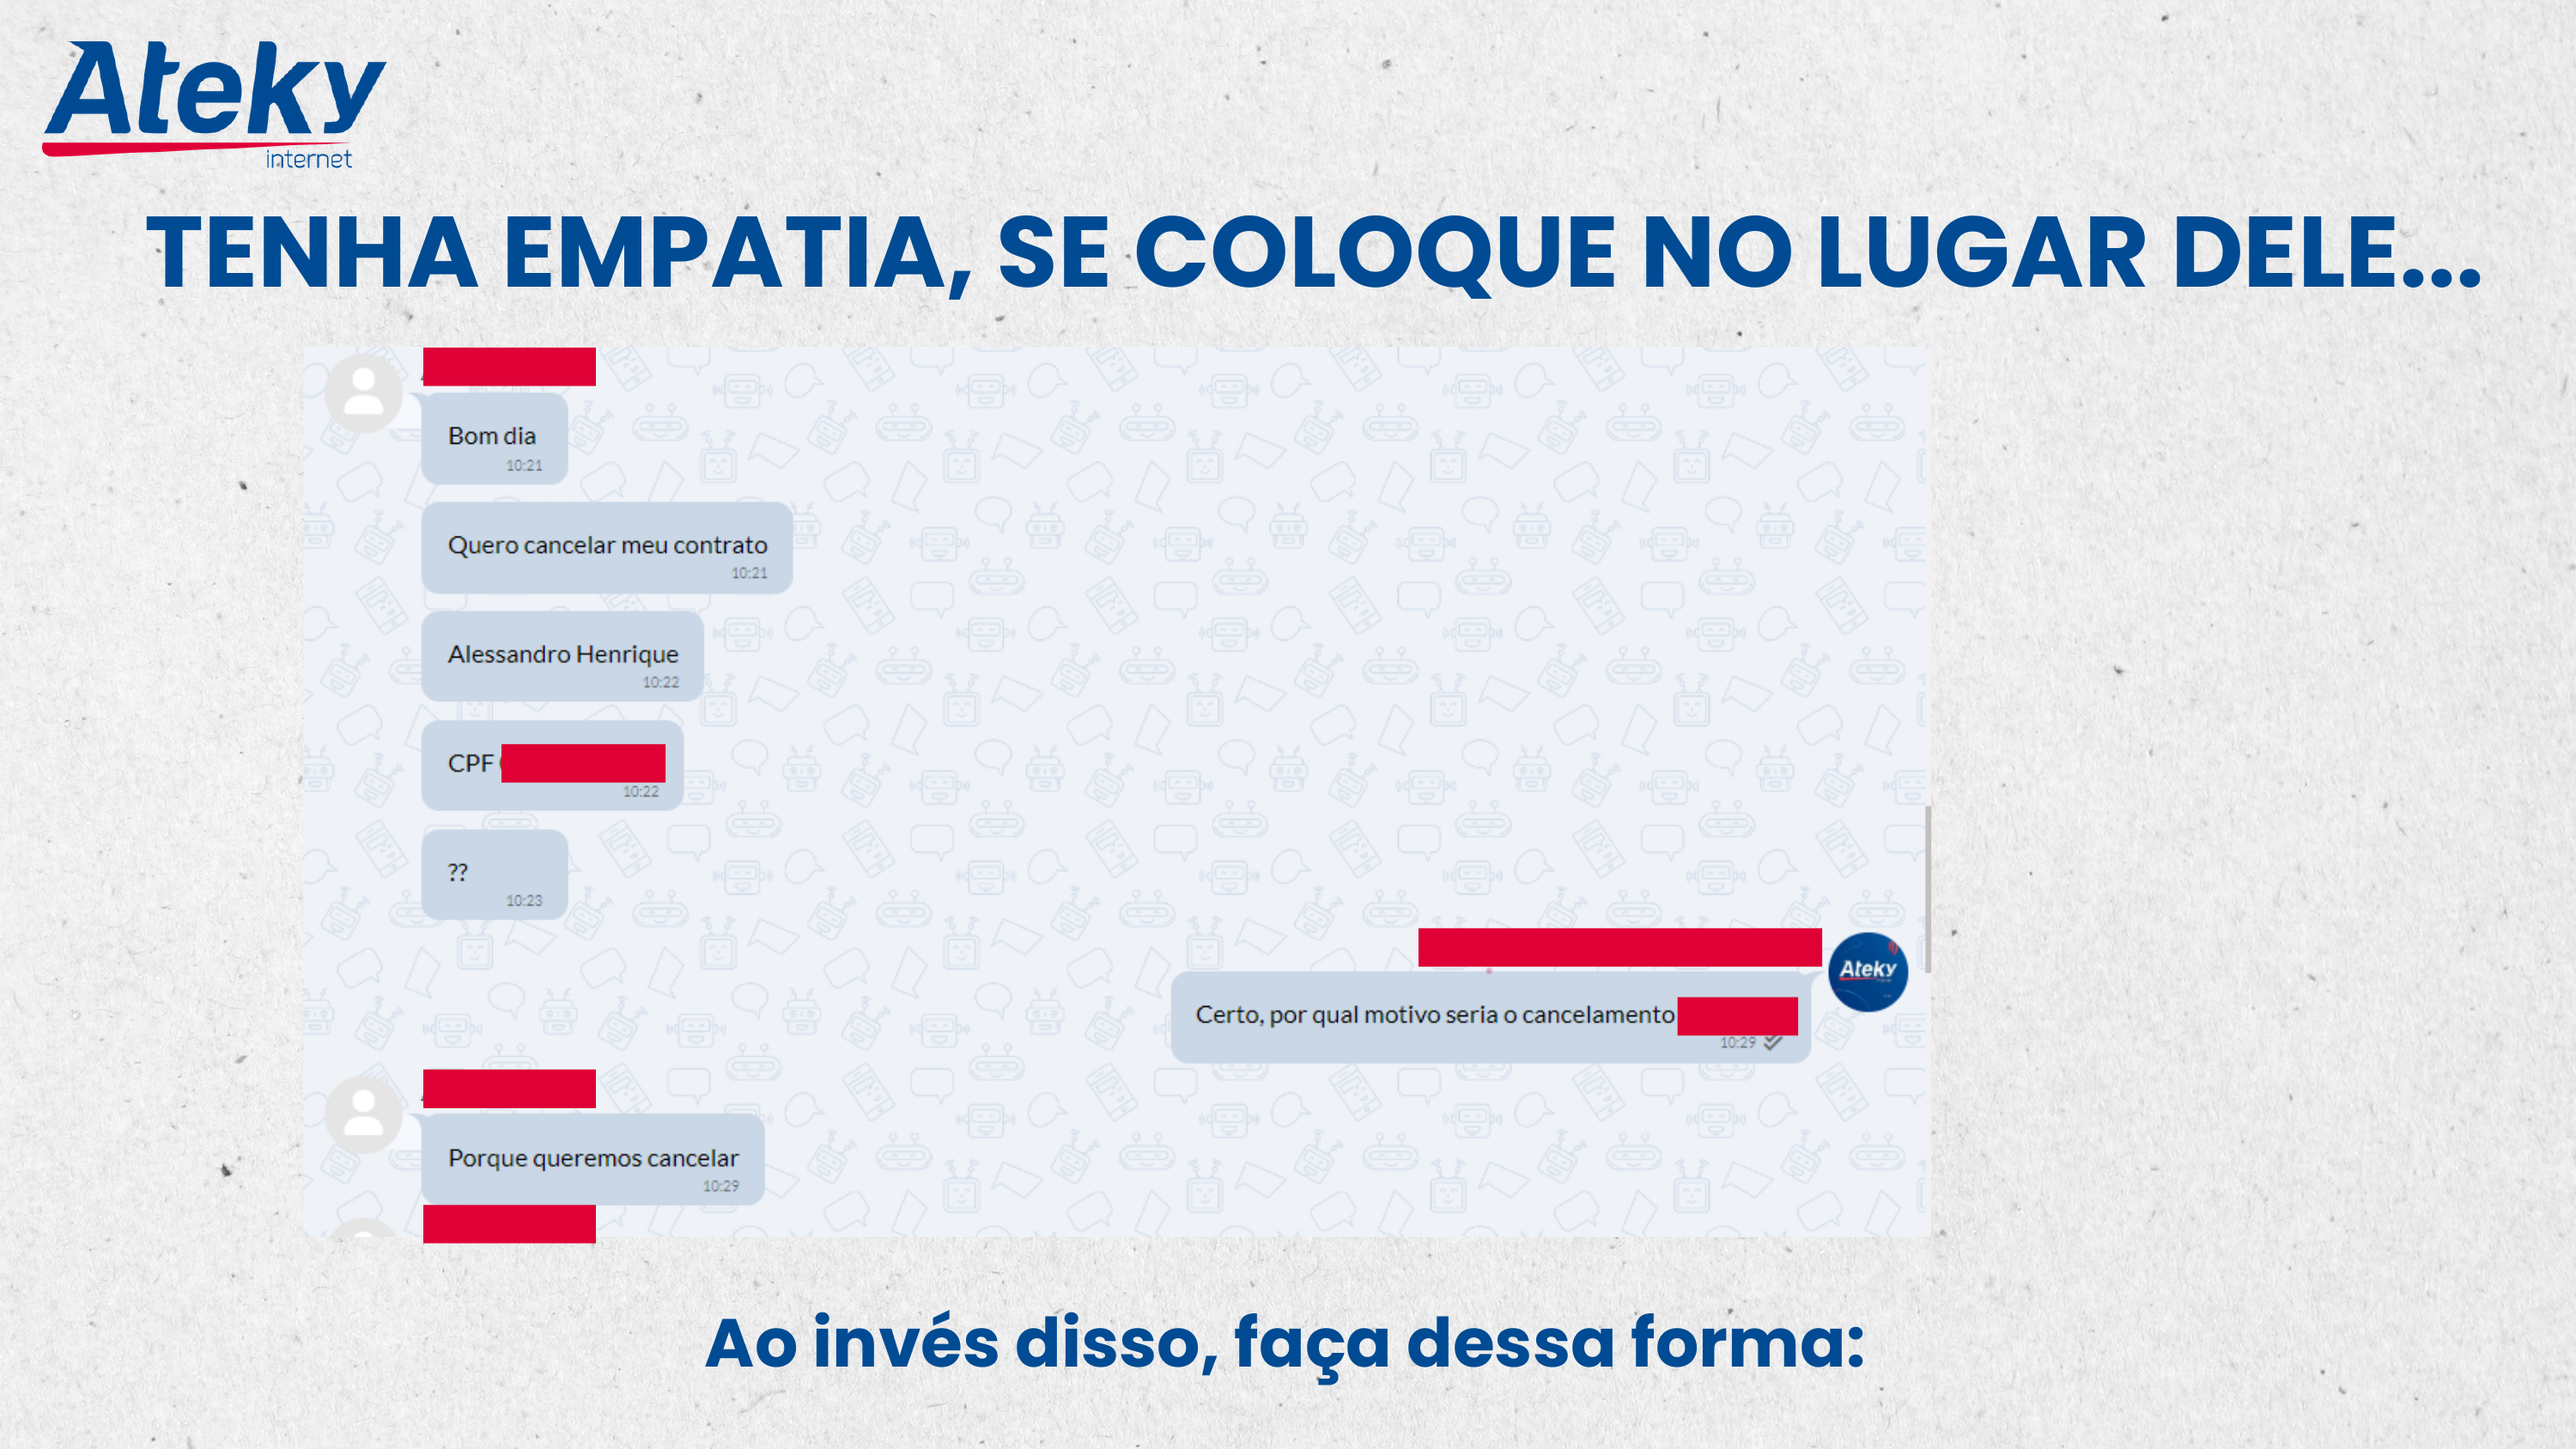 Ateky
internet
TENHA EMPATIA, SE COLOQUE NO LUGAR DELE...
Bom dia
10:21
Quero cancelar meu contrato
10:21
Alessandro Henrique
10:22
CPF
10:22
??
10:23
Ateky
Certo, por qual motivo seria o cancelamento
10:29
Porque queremos cancelar
10:29
Ao invés disso, faça dessa forma: